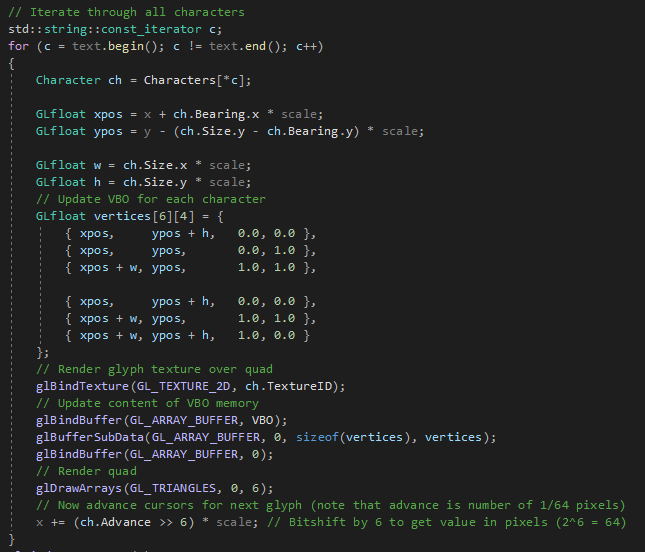 // Iterate through all characters
std::string::const_iterator c;
for (c = text.begin(); c != text.end(); c++)
{
    Character ch = Characters[*c];

    GLfloat xpos = x + ch.Bearing.x * scale;
    GLfloat ypos = y - (ch.Size.y - ch.Bearing.y) * scale;

    GLfloat w = ch.Size.x * scale;
    GLfloat h = ch.Size.y * scale;
    // Update VBO for each character
    GLfloat vertices[6][4] = {
        { xpos,     ypos + h,   0.0, 0.0 },
        { xpos,     ypos,       0.0, 1.0 },
        { xpos + w, ypos,       1.0, 1.0 },

        { xpos,     ypos + h,   0.0, 0.0 },
        { xpos + w, ypos,       1.0, 1.0 },
        { xpos + w, ypos + h,   1.0, 0.0 }
    };
    // Render glyph texture over quad
    glBindTexture(GL_TEXTURE_2D, ch.TextureID);
    // Update content of VBO memory
    glBindBuffer(GL_ARRAY_BUFFER, VBO);
    glBufferSubData(GL_ARRAY_BUFFER, 0, sizeof(vertices), vertices);
    glBindBuffer(GL_ARRAY_BUFFER, 0);
    // Render quad
    glDrawArrays(GL_TRIANGLES, 0, 6);
    // Now advance cursors for next glyph (note that advance is number of 1/64 pixels)
    x += (ch.Advance >> 6) * scale; // Bitshift by 6 to get value in pixels (2^6 = 64)
}